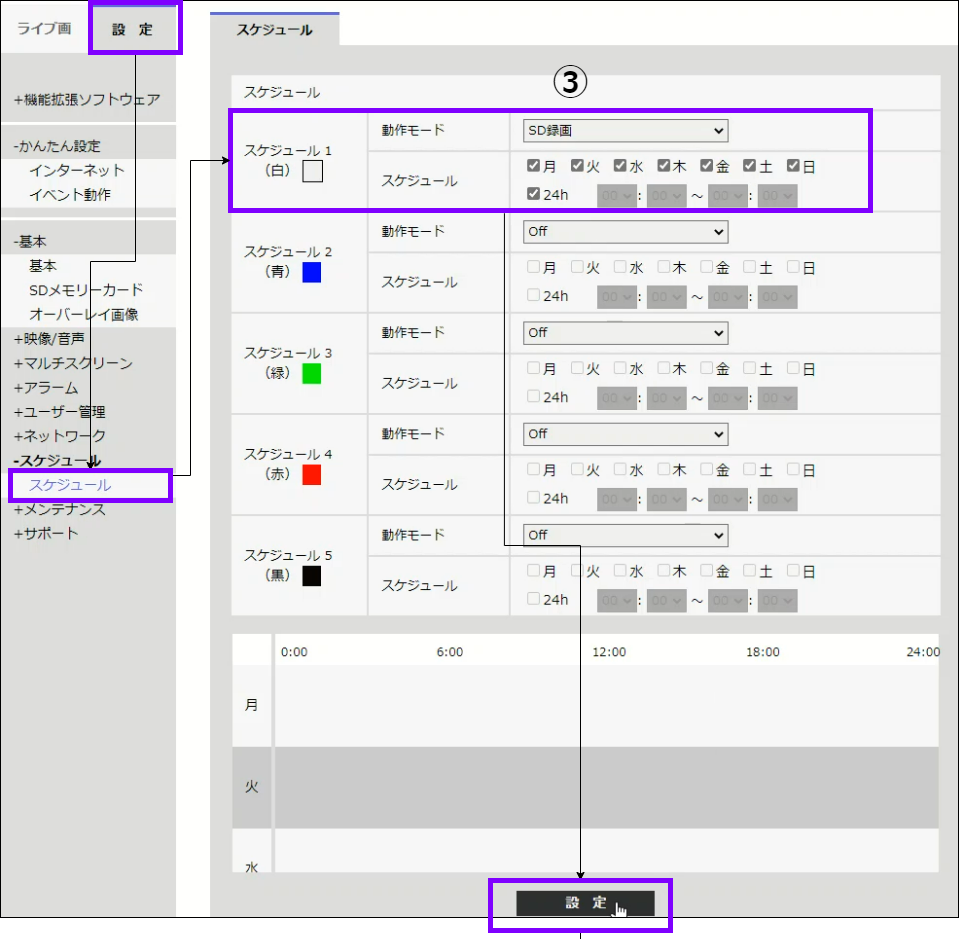 ライブ画
設 定
+機能拡張ソフトウェア
-かんたん設定
インターネット
イベント動作
-基本
基本
SDメモリーカード
オーバーレイ画像
+映像/音声
+マルチスクリーン
+アラーム
+ユーザー管理
+ネットワーク
-スケジュール
スケジュール
+メンテナンス
+サポート
スケジュール
③
スケジュール
スケジュール 1
(白)
動作モード
SD録画
スケジュール
月 火 水 木 金 土 日
24h 00 : 00 ～ 00 : 00
スケジュール 2
(青)
動作モード
Off
スケジュール
月 火 水 木 金 土 日
24h 00 : 00 ～ 00 : 00
スケジュール 3
(緑)
動作モード
Off
スケジュール
月 火 水 木 金 土 日
24h 00 : 00 ～ 00 : 00
スケジュール 4
(赤)
動作モード
Off
スケジュール
月 火 水 木 金 土 日
24h 00 : 00 ～ 00 : 00
スケジュール 5
(黒)
動作モード
Off
スケジュール
月 火 水 木 金 土 日
24h 00 : 00 ～ 00 : 00
0:00 6:00 12:00 18:00 24:00
月
火
水
設 定